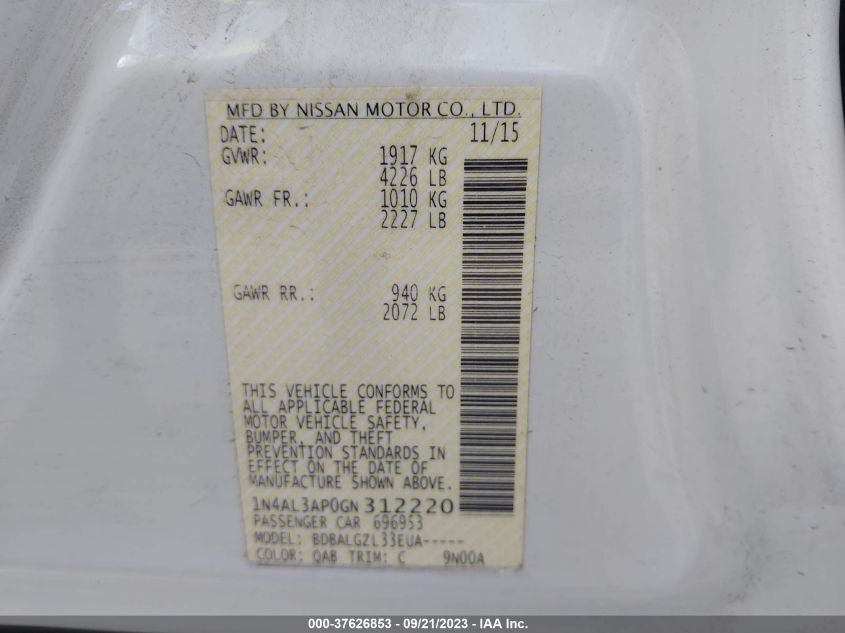 MFD BY NISSAN MOTOR CO., LTD.
DATE: 11/15
GVWR: 1917 KG
4226 LB
GAWR FR.: 1010 KG
2227 LB
GAWR RR.: 940 KG
2072 LB
THIS VEHICLE CONFORMS TO
ALL APPLICABLE FEDERAL
MOTOR VEHICLE SAFETY,
BUMPER, AND THEFT
PREVENTION STANDARDS IN
EFFECT ON THE DATE OF
MANUFACTURE SHOWN ABOVE.
1N4AL3AP0GN312220
PASSENGER CAR 696953
MODEL: BDBALGZL33EUA-----
COLOR: QAB TRIM: C 9N00A
000-37626853 - 09/21/2023 - IAA Inc.